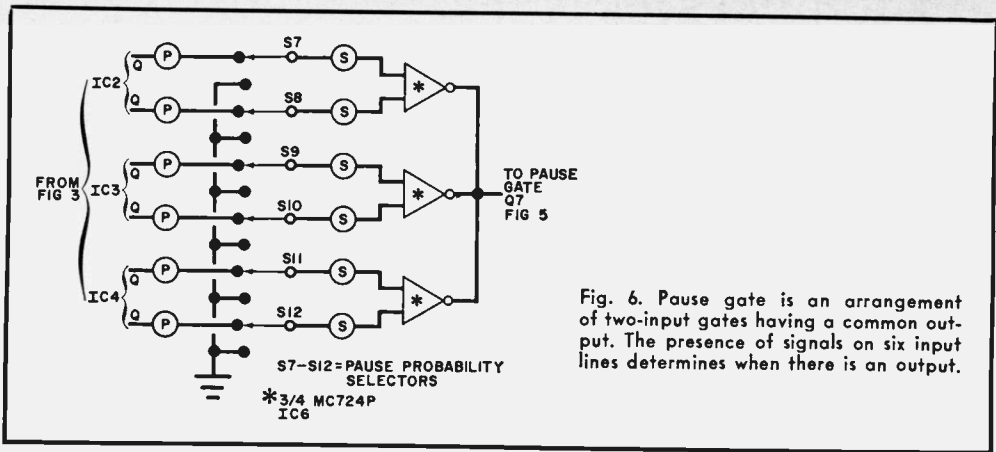 S7
Q P S
IC2
*
Q P S8 S
S9
Q P S
FROM IC3 *
FIG 3
Q P S10 S
TO PAUSE
GATE
Q7
FIG 5
S11
Q P S
IC4
*
Q P S12 S
S7-S12=PAUSE PROBABILITY
SELECTORS
*3/4 MC724P
IC6
Fig. 6. Pause gate is an arrangement
of two-input gates having a common out-
put. The presence of signals on six input
lines determines when there is an output.